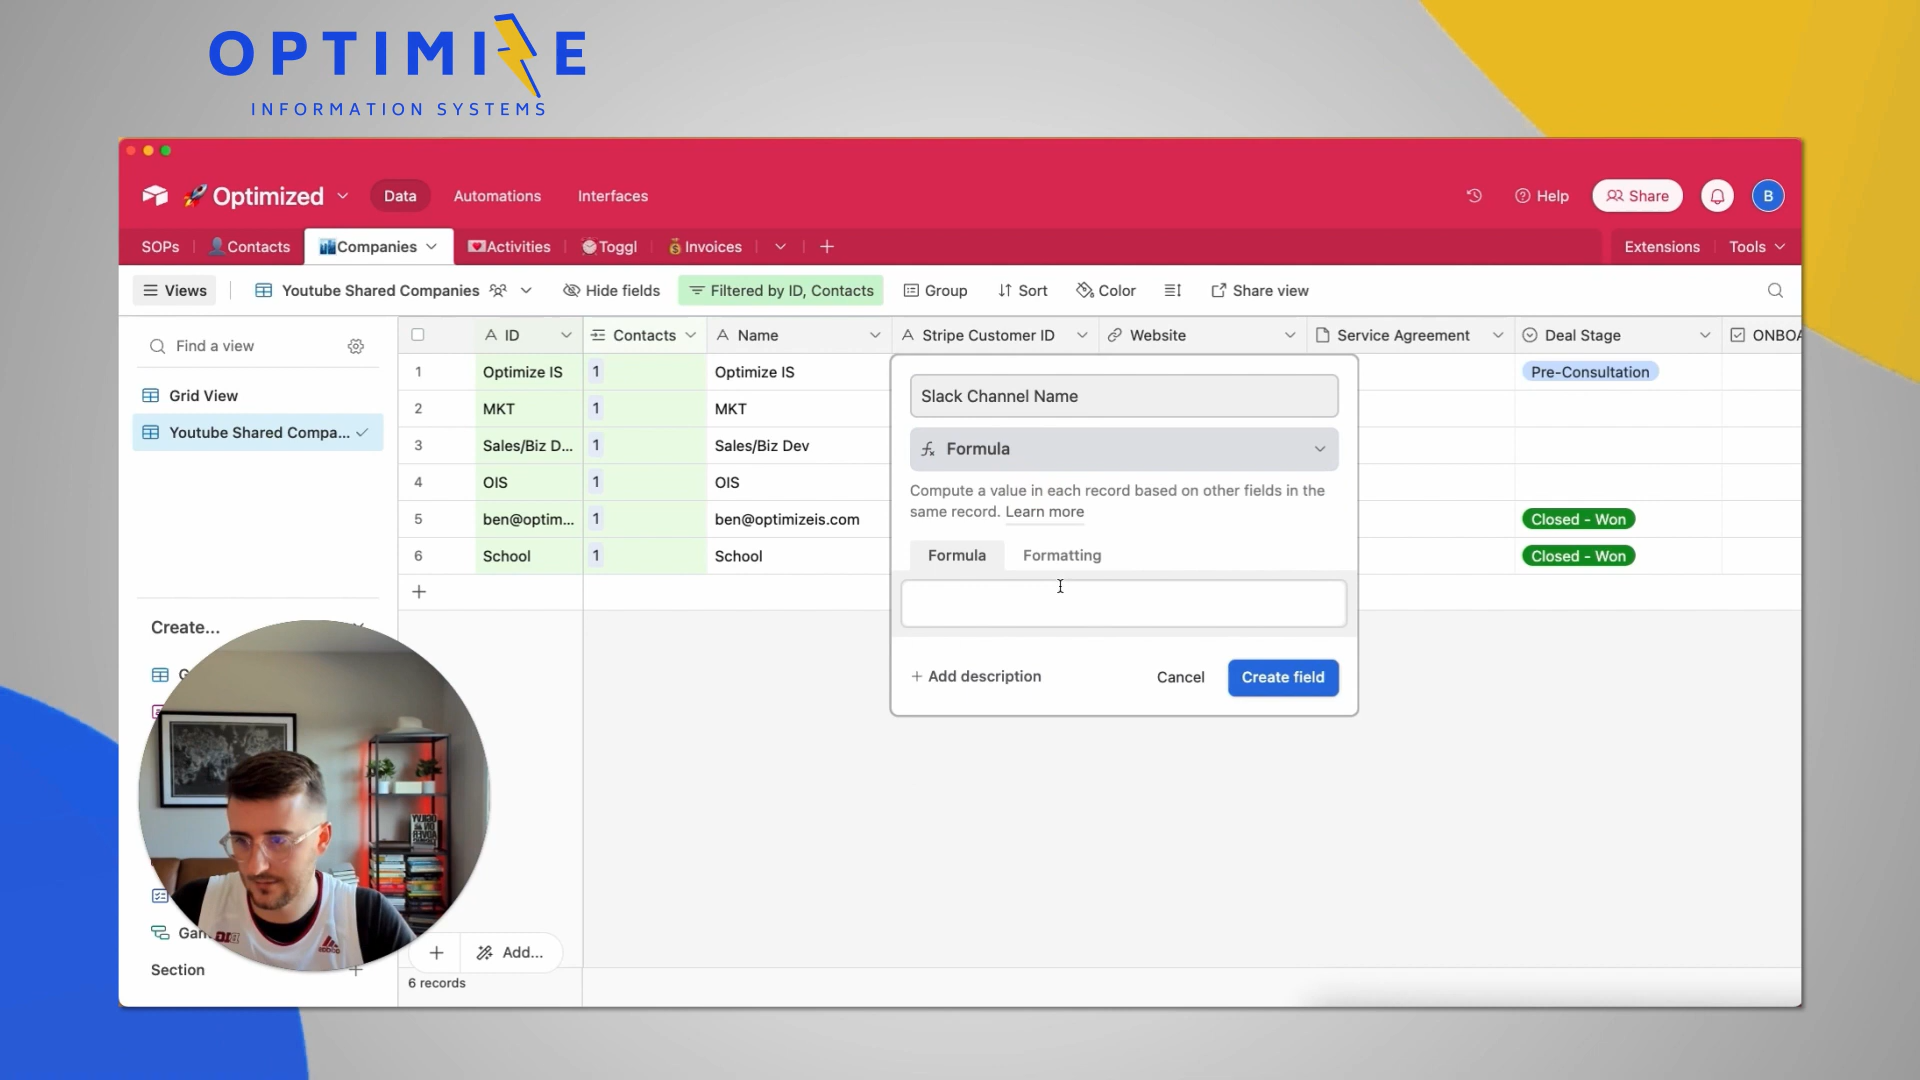 OPTIMIZE
INFORMATION SYSTEMS
🚀 Optimized
Data
Automations
Interfaces
Help
Share
B
SOPs
Contacts
Companies
Activities
Toggl
Invoices
Extensions
Tools
Views
Youtube Shared Companies
Hide fields
Filtered by ID, Contacts
Group
Sort
Color
Share view
Find a view
Grid View
Youtube Shared Compa...
Create...
Section
ID
Contacts
Name
Stripe Customer ID
Website
Service Agreement
Deal Stage
ONBOA
1 Optimize IS 1 Optimize IS Pre-Consultation
2 MKT 1 MKT
3 Sales/Biz D... 1 Sales/Biz Dev
4 OIS 1 OIS
5 ben@optim... 1 ben@optimizeis.com Closed - Won
6 School 1 School Closed - Won
Slack Channel Name
Formula
Compute a value in each record based on other fields in the
same record. Learn more
Formula
Formatting
+ Add description
Cancel
Create field
+
Add...
6 records